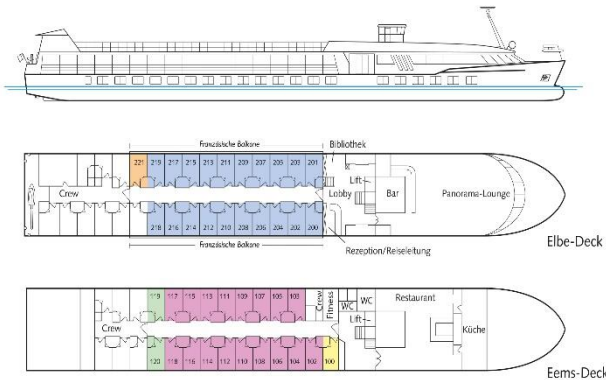 Französische Balkone
Bibliothek
221 219 217 215 213 211 209 207 205 203 201
Crew
Lift
Lobby
Bar
Panorama-Lounge
218 216 214 212 210 208 206 204 202 200
Französische Balkone
Rezeption/Reiseleitung
Elbe-Deck
119 117 115 113 111 109 107 105 103
Crew
Fitness
WC
WC
Restaurant
Crew
Lift
Küche
120 118 116 114 112 110 108 106 104 102 100
Eems-Deck